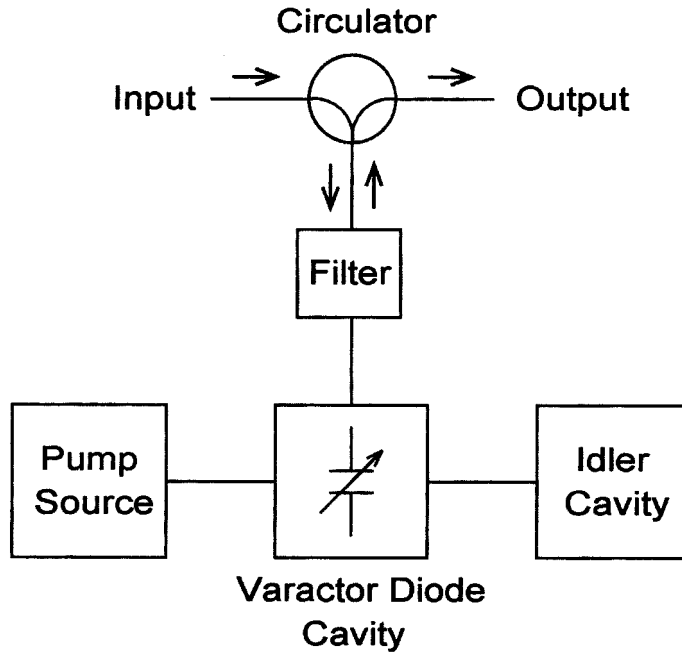 Circulator
Input
Output
Filter
Pump
Source
Idler
Cavity
Varactor Diode
Cavity